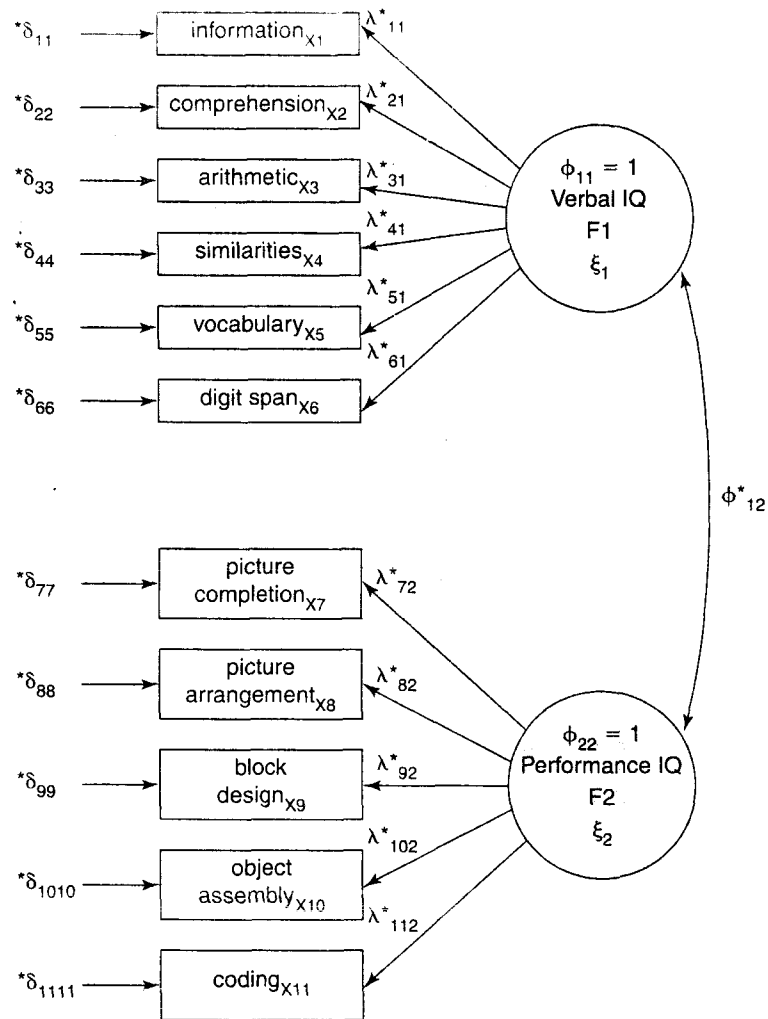 *δ₁₁ information X1 λ*₁₁
*δ₂₂ comprehension X2 λ*₂₁
*δ₃₃ arithmetic X3 λ*₃₁
*δ₄₄ similarities X4 λ*₄₁
*δ₅₅ vocabulary X5 λ*₅₁
*δ₆₆ digit span X6 λ*₆₁
ϕ₁₁ = 1
Verbal IQ
F1
ξ₁
ϕ*₁₂
*δ₇₇ picture
completion X7 λ*₇₂
*δ₈₈ picture
arrangement X8 λ*₈₂
*δ₉₉ block
design X9 λ*₉₂
*δ₁₀₁₀ object
assembly X10 λ*₁₀₂
*δ₁₁₁₁ coding X11 λ*₁₁₂
ϕ₂₂ = 1
Performance IQ
F2
ξ₂